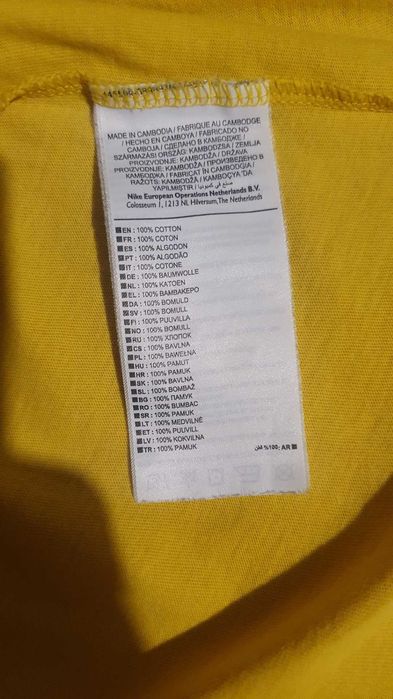 MADE IN CAMBODIA / FABRIQUE AU CAMBODGE
/ HECHO EN CAMBOYA / FABRICADO NO
CAMBOJA / СДЕЛАНО В КАМБОДЖЕ /
SZÁRMAZÁSI ORSZÁG: KAMBODZSA / ZEMLJA
PROIZVODNJE: KAMBODŽA / DRŽAVA
PROIZVODNJE: KAMBODŽA / ПРОИЗВЕДЕНО В
КАМБОДЖА / FABRICAT ÎN CAMBODGIA /
RAŽOTS: KAMBODŽĀ / KAMBOÇYA'DA
YAPILMIŞTIR / صنع في كمبوديا
Nike European Operations Netherlands B.V.
Colosseum 1, 1213 NL Hilversum, The Netherlands
EN : 100% COTTON
FR : 100% COTON
ES : 100% ALGODON
PT : 100% ALGODÃO
IT : 100% COTONE
DE : 100% BAUMWOLLE
NL : 100% KATOEN
EL : 100% ΒΑΜΒΑΚΕΡΟ
DA : 100% BOMULD
SV : 100% BOMULL
FI : 100% PUUVILLA
NO : 100% BOMULL
RU : 100% ХЛОПОК
CS : 100% BAVLNA
PL : 100% BAWEŁNA
HU : 100% PAMUT
HR : 100% PAMUK
SK : 100% BAVLNA
SL : 100% BOMBAŽ
BG : 100% ПАМУК
RO : 100% BUMBAC
SR : 100% PAMUK
LT : 100% MEDVILNĖ
ET : 100% PUUVILL
LV : 100% KOKVILNA
TR : 100% PAMUK
AR : 100% قطن